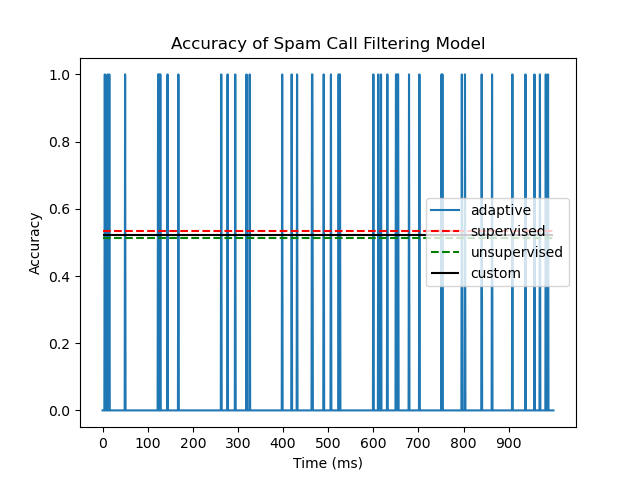 Accuracy of Spam Call Filtering Model
1.0
0.8
0.6
0.4
0.2
0.0
Accuracy
adaptive
supervised
unsupervised
custom
0 100 200 300 400 500 600 700 800 900
Time (ms)